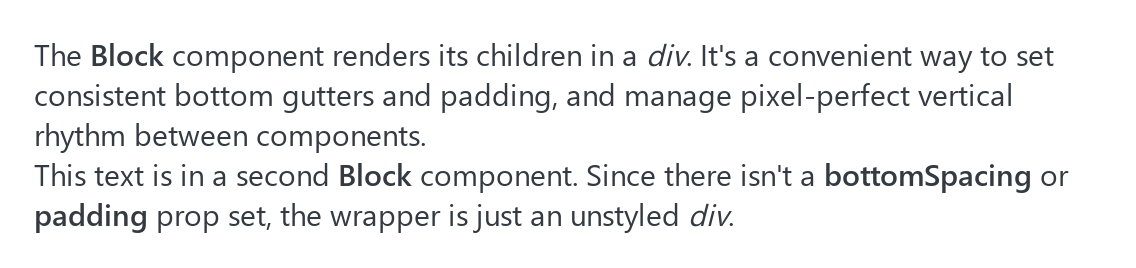 The Block component renders its children in a div. It's a convenient way to set
consistent bottom gutters and padding, and manage pixel-perfect vertical
rhythm between components.
This text is in a second Block component. Since there isn't a bottomSpacing or
padding prop set, the wrapper is just an unstyled div.